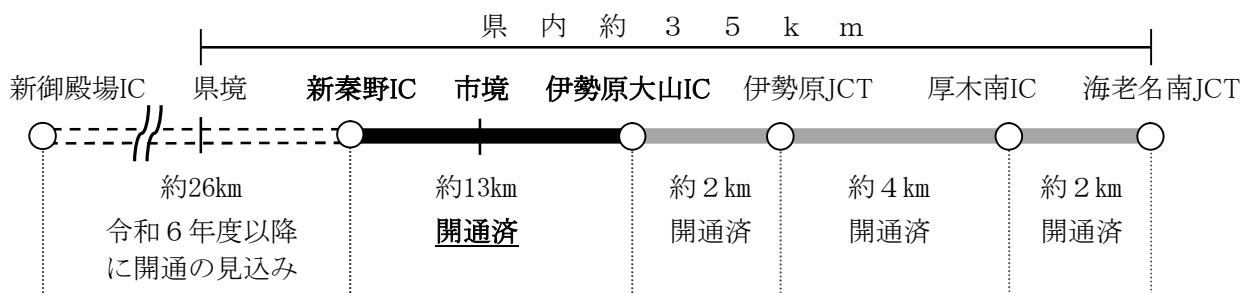 県内約３５ｋｍ
新御殿場IC 県境 新秦野IC 市境 伊勢原大山IC 伊勢原JCT 厚木南IC 海老名南JCT
約26㎞ 約13㎞ 約２㎞ 約４㎞ 約２㎞
令和６年度以降 開通済 開通済 開通済 開通済
に開通の見込み